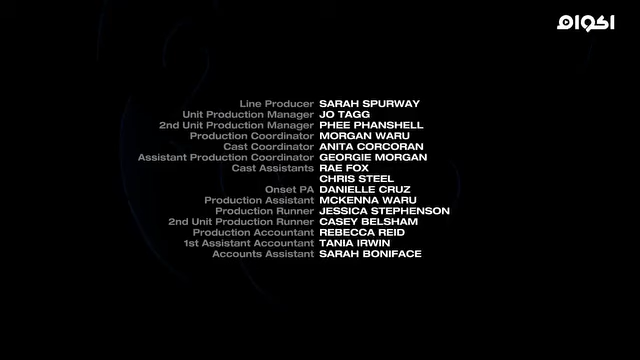 اكوام
Line Producer SARAH SPURWAY
Unit Production Manager JO TAGG
2nd Unit Production Manager PHEE PHANSHELL
Production Coordinator MORGAN WARU
Cast Coordinator ANITA CORCORAN
Assistant Production Coordinator GEORGIE MORGAN
Cast Assistants RAE FOX
CHRIS STEEL
Onset PA DANIELLE CRUZ
Production Assistant MCKENNA WARU
Production Runner JESSICA STEPHENSON
2nd Unit Production Runner CASEY BELSHAM
Production Accountant REBECCA REID
1st Assistant Accountant TANIA IRWIN
Accounts Assistant SARAH BONIFACE